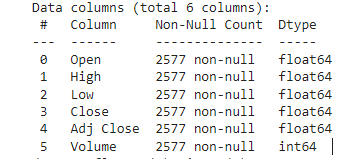 Data columns (total 6 columns):
#   Column     Non-Null Count  Dtype
---  ------     --------------  -----
0   Open       2577 non-null   float64
1   High       2577 non-null   float64
2   Low        2577 non-null   float64
3   Close      2577 non-null   float64
4   Adj Close  2577 non-null   float64
5   Volume     2577 non-null   int64